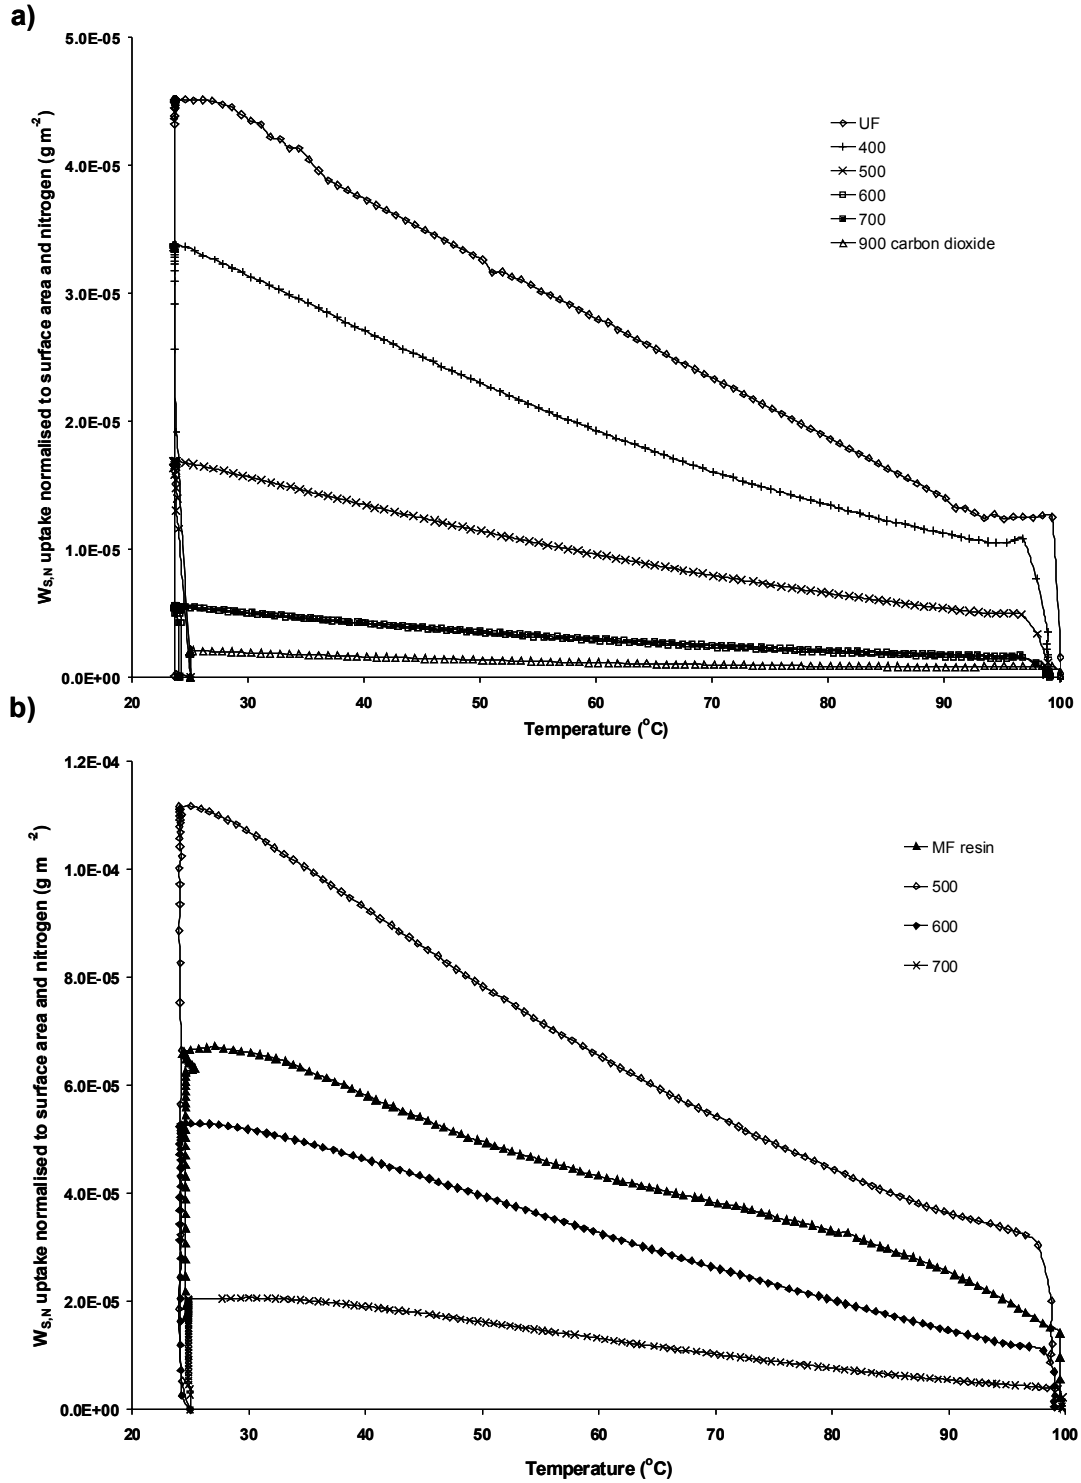 a)
5.0E-05
4.0E-05
3.0E-05
2.0E-05
1.0E-05
0.0E+00
W S,N uptake normalised to surface area and nitrogen (g m-2)
UF
400
500
600
700
900 carbon dioxide
20 30 40 50 60 70 80 90 100
Temperature (oC)
b)
1.2E-04
1.0E-04
8.0E-05
6.0E-05
4.0E-05
2.0E-05
0.0E+00
W S,N uptake normalised to surface area and nitrogen (g m -2)
MF resin
500
600
700
20 30 40 50 60 70 80 90 100
Temperature (oC)